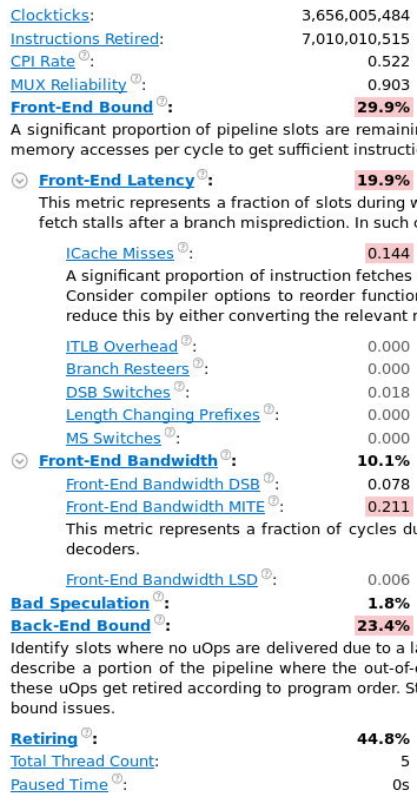 Clockticks: 3,656,005,484
Instructions Retired: 7,010,010,515
CPI Rate ?: 0.522
MUX Reliability ?: 0.903
Front-End Bound ?: 29.9%
A significant proportion of pipeline slots are remaini
memory accesses per cycle to get sufficient instructi
Front-End Latency ?: 19.9%
This metric represents a fraction of slots during w
fetch stalls after a branch misprediction. In such c
ICache Misses ?: 0.144
A significant proportion of instruction fetches
Consider compiler options to reorder function
reduce this by either converting the relevant r
ITLB Overhead ?: 0.000
Branch Resteers ?: 0.000
DSB Switches ?: 0.018
Length Changing Prefixes ?: 0.000
MS Switches ?: 0.000
Front-End Bandwidth ?: 10.1%
Front-End Bandwidth DSB ?: 0.078
Front-End Bandwidth MITE ?: 0.211
This metric represents a fraction of cycles du
decoders.
Front-End Bandwidth LSD ?: 0.006
Bad Speculation ?: 1.8%
Back-End Bound ?: 23.4%
Identify slots where no uOps are delivered due to a la
describe a portion of the pipeline where the out-of-
these uOps get retired according to program order. St
bound issues.
Retiring ?: 44.8%
Total Thread Count: 5
Paused Time ?: 0s